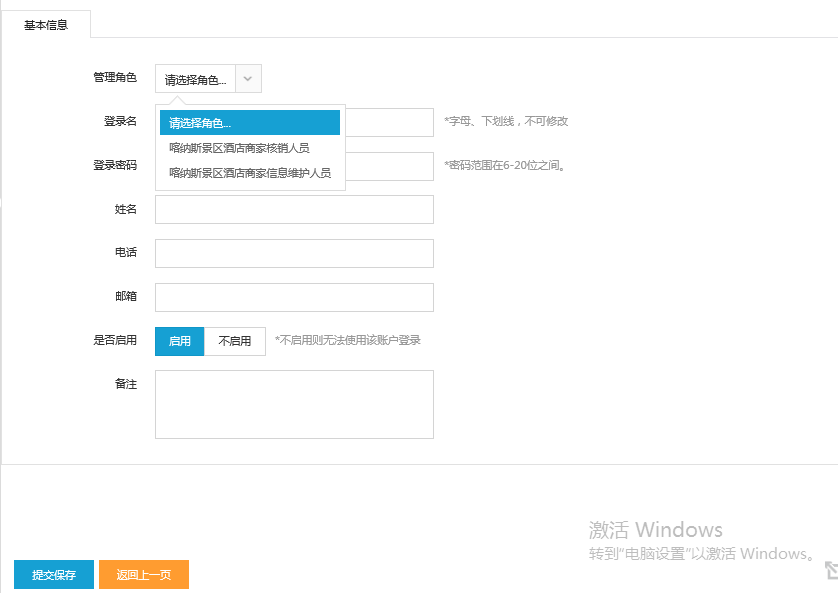 基本信息
管理角色
请选择角色...
请选择角色...
喀纳斯景区酒店商家核销人员
喀纳斯景区酒店商家信息维护人员
登录名
*字母、下划线，不可修改
登录密码
*密码范围在6-20位之间。
姓名
电话
邮箱
是否启用
启用
不启用
*不启用则无法使用该账户登录
备注
激活 Windows
转到"电脑设置"以激活 Windows。
提交保存
返回上一页